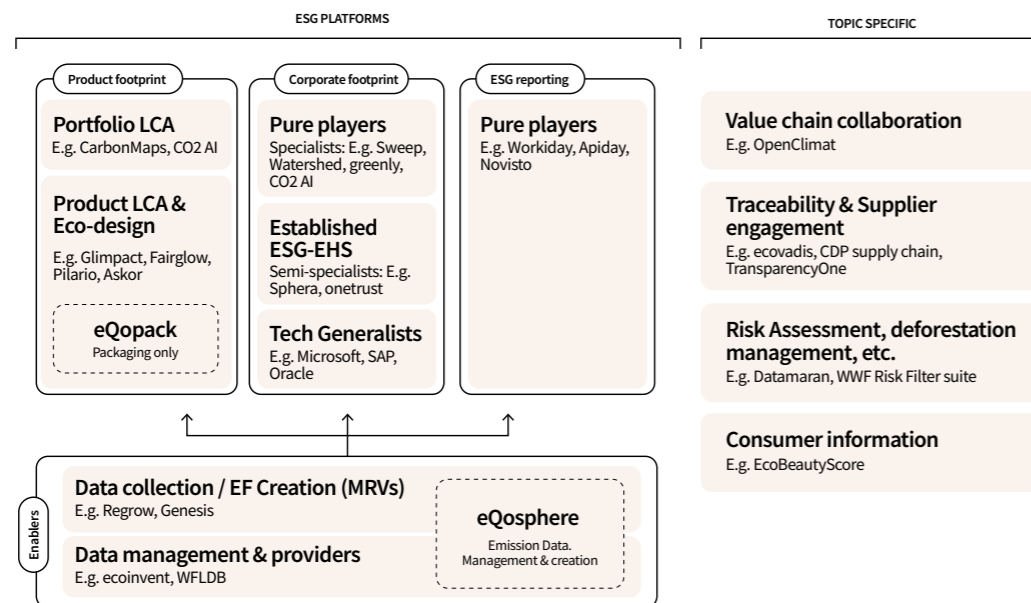 ESG PLATFORMS
TOPIC SPECIFIC
Product footprint
Portfolio LCA
E.g. CarbonMaps, CO2 AI
Product LCA &
Eco-design
E.g. Glimpact, Fairglow,
Pilario, Askor
eQopack
Packaging only
Corporate footprint
Pure players
Specialists: E.g. Sweep,
Watershed, greenly,
CO2 AI
Established
ESG-EHS
Semi-specialists: E.g.
Sphera, onetrust
Tech Generalists
E.g. Microsoft, SAP,
Oracle
ESG reporting
Pure players
E.g. Workiday, Apiday,
Novisto
Value chain collaboration
E.g. OpenClimat
Traceability & Supplier
engagement
E.g. ecovadis, CDP supply chain,
TransparencyOne
Risk Assessment, deforestation
management, etc.
E.g. Datamaran, WWF Risk Filter suite
Consumer information
E.g. EcoBeautyScore
Enablers
Data collection / EF Creation (MRVs)
E.g. Regrow, Genesis
Data management & providers
E.g. ecoinvent, WFLDB
eQosphere
Emission Data.
Management & creation